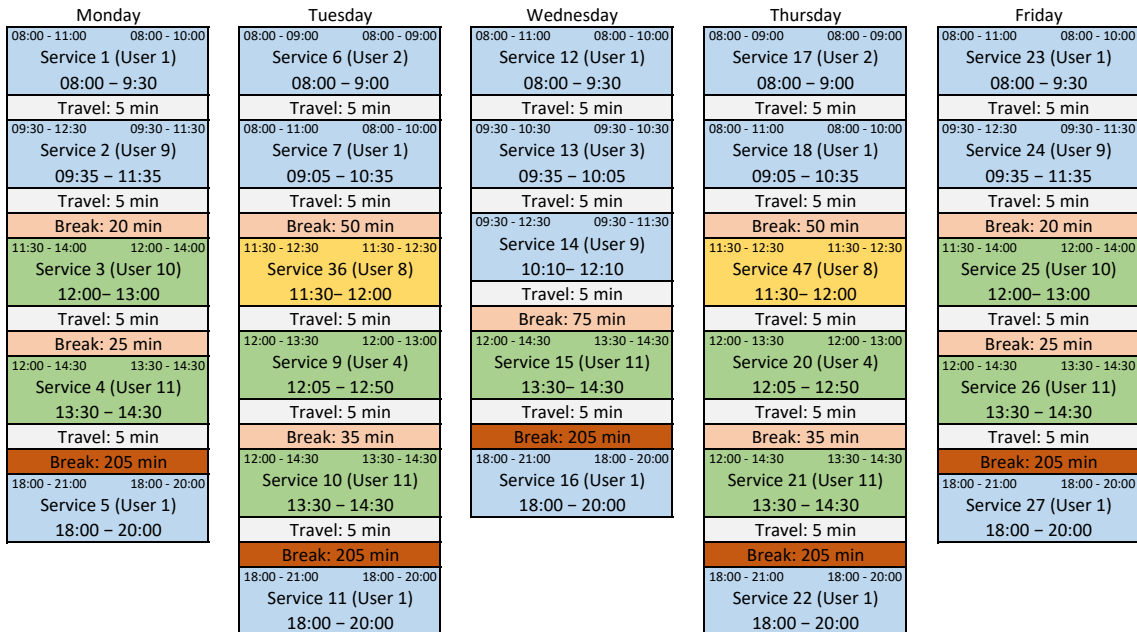 Monday
08:00 - 11:00 08:00 - 10:00
Service 1 (User 1)
08:00 – 9:30
Travel: 5 min
09:30 - 12:30 09:30 - 11:30
Service 2 (User 9)
09:35 – 11:35
Travel: 5 min
Break: 20 min
11:30 - 14:00 12:00 - 14:00
Service 3 (User 10)
12:00– 13:00
Travel: 5 min
Break: 25 min
12:00 - 14:30 13:30 - 14:30
Service 4 (User 11)
13:30 – 14:30
Travel: 5 min
Break: 205 min
18:00 - 21:00 18:00 - 20:00
Service 5 (User 1)
18:00 – 20:00
Tuesday
08:00 - 09:00 08:00 - 09:00
Service 6 (User 2)
08:00 – 9:00
Travel: 5 min
08:00 - 11:00 08:00 - 10:00
Service 7 (User 1)
09:05 – 10:35
Travel: 5 min
Break: 50 min
11:30 - 12:30 11:30 - 12:30
Service 36 (User 8)
11:30– 12:00
Travel: 5 min
12:00 - 13:30 12:00 - 13:00
Service 9 (User 4)
12:05 – 12:50
Travel: 5 min
Break: 35 min
12:00 - 14:30 13:30 - 14:30
Service 10 (User 11)
13:30 – 14:30
Travel: 5 min
Break: 205 min
18:00 - 21:00 18:00 - 20:00
Service 11 (User 1)
18:00 – 20:00
Wednesday
08:00 - 11:00 08:00 - 10:00
Service 12 (User 1)
08:00 – 9:30
Travel: 5 min
09:30 - 10:30 09:30 - 10:30
Service 13 (User 3)
09:35 – 10:05
Travel: 5 min
09:30 - 12:30 09:30 - 11:30
Service 14 (User 9)
10:10– 12:10
Travel: 5 min
Break: 75 min
12:00 - 14:30 13:30 - 14:30
Service 15 (User 11)
13:30– 14:30
Travel: 5 min
Break: 205 min
18:00 - 21:00 18:00 - 20:00
Service 16 (User 1)
18:00 – 20:00
Thursday
08:00 - 09:00 08:00 - 09:00
Service 17 (User 2)
08:00 – 9:00
Travel: 5 min
08:00 - 11:00 08:00 - 10:00
Service 18 (User 1)
09:05 – 10:35
Travel: 5 min
Break: 50 min
11:30 - 12:30 11:30 - 12:30
Service 47 (User 8)
11:30– 12:00
Travel: 5 min
12:00 - 13:30 12:00 - 13:00
Service 20 (User 4)
12:05 – 12:50
Travel: 5 min
Break: 35 min
12:00 - 14:30 13:30 - 14:30
Service 21 (User 11)
13:30 – 14:30
Travel: 5 min
Break: 205 min
18:00 - 21:00 18:00 - 20:00
Service 22 (User 1)
18:00 – 20:00
Friday
08:00 - 11:00 08:00 - 10:00
Service 23 (User 1)
08:00 – 9:30
Travel: 5 min
09:30 - 12:30 09:30 - 11:30
Service 24 (User 9)
09:35 – 11:35
Travel: 5 min
Break: 20 min
11:30 - 14:00 12:00 - 14:00
Service 25 (User 10)
12:00– 13:00
Travel: 5 min
Break: 25 min
12:00 - 14:30 13:30 - 14:30
Service 26 (User 11)
13:30 – 14:30
Travel: 5 min
Break: 205 min
18:00 - 21:00 18:00 - 20:00
Service 27 (User 1)
18:00 – 20:00